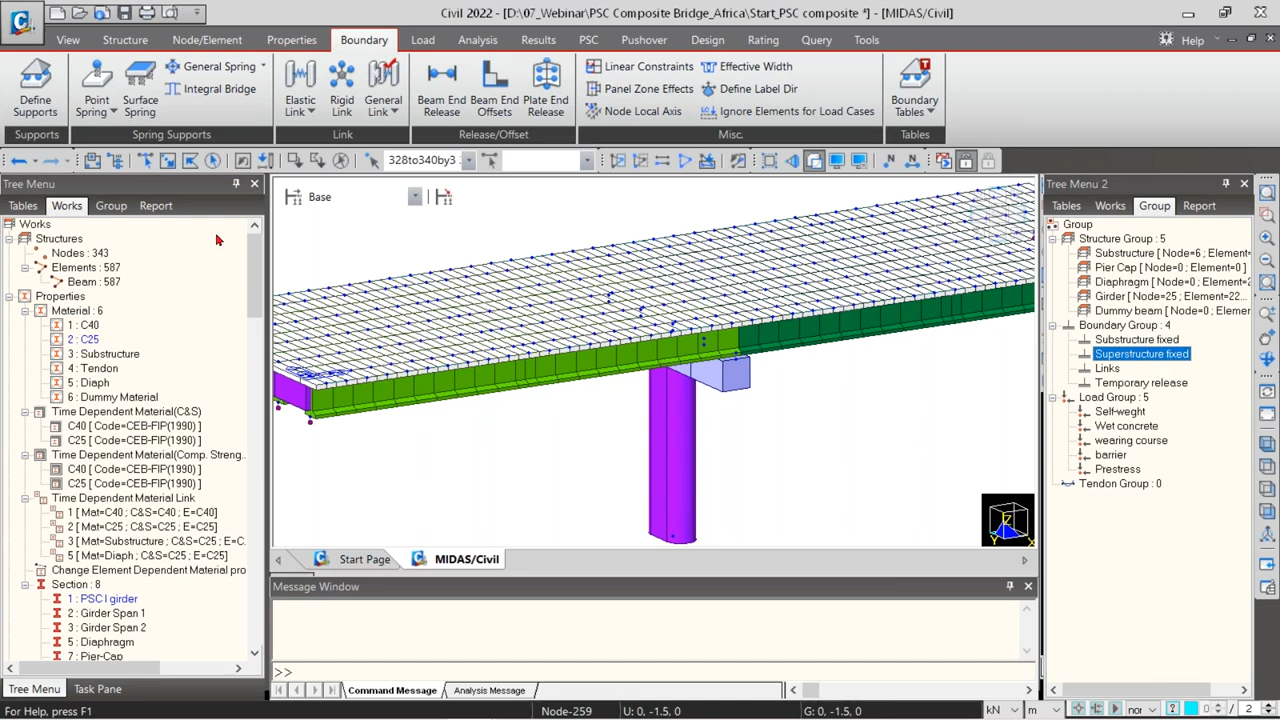 Civil 2022 - [D:\07_Webinar\PSC Composite Bridge_Africa\Start_PSC composite *] - [MIDAS/Civil]
View Structure Node/Element Properties Boundary Load Analysis Results PSC Pushover Design Rating Query Tools Help
Define Supports
Point Spring
Surface Spring
General Spring
Integral Bridge
Elastic Link
Rigid Link
General Link
Beam End Release
Beam End Offsets
Plate End Release
Linear Constraints
Panel Zone Effects
Node Local Axis
Effective Width
Define Label Dir
Ignore Elements for Load Cases
Boundary Tables
Supports Spring Supports Link Release/Offset Misc. Tables
328to340by3
N N
Tree Menu
Tables Works Group Report
Works
Structures
Nodes : 343
Elements : 587
Beam : 587
Properties
Material : 6
1 : C40
2 : C25
3 : Substructure
4 : Tendon
5 : Diaph
6 : Dummy Material
Time Dependent Material(C&S)
C40 [ Code=CEB-FIP(1990) ]
C25 [ Code=CEB-FIP(1990) ]
Time Dependent Material(Comp. Streng...
C40 [ Code=CEB-FIP(1990) ]
C25 [ Code=CEB-FIP(1990) ]
Time Dependent Material Link
1 [ Mat=C40 ; C&S=C40 ; E=C40]
2 [ Mat=C25 ; C&S=C25 ; E=C25]
3 [ Mat=Substructure ; C&S=C25 ; E=C...
5 [ Mat=Diaph ; C&S=C25 ; E=C25]
Change Element Dependent Material pro
Section : 8
1 : PSC I girder
2 : Girder Span 1
3 : Girder Span 2
5 : Diaphragm
7 : Pier-Cap
Tree Menu Task Pane
Base
Z
Y X
Start Page MIDAS/Civil
Message Window
>>
Command Message Analysis Message
Tree Menu 2
Tables Works Group Report
Group
Structure Group : 5
Substructure [ Node=6 ; Element...
Pier Cap [ Node=0 ; Element=0 ]
Diaphragm [ Node=0 ; Element=...
Girder [ Node=25 ; Element=22...
Dummy beam [ Node=0 ; Eleme...
Boundary Group : 4
Substructure fixed
Superstructure fixed
Links
Temporary release
Load Group : 5
Self-weght
Wet concrete
wearing course
barrier
Prestress
Tendon Group : 0
For Help, press F1 Node-259 U: 0, -1.5, 0 G: 0, -1.5, 0 kN m nor 0 / 2